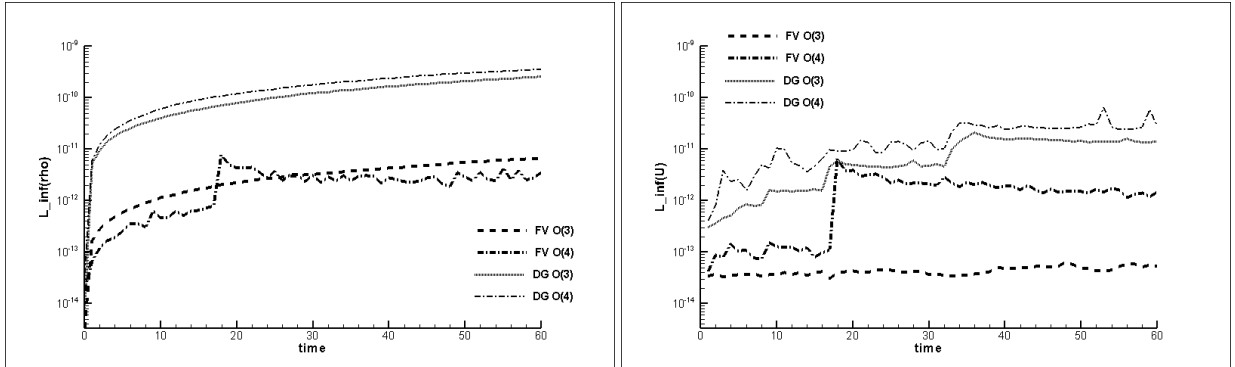 10^-9
10^-10
10^-11
10^-12
10^-13
10^-14
L_inf(rho)
0 10 20 30 40 50 60
time
FV O(3)
FV O(4)
DG O(3)
DG O(4)
FV O(3)
FV O(4)
DG O(3)
DG O(4)
10^-9
10^-10
10^-11
10^-12
10^-13
10^-14
L_inf(U)
0 10 20 30 40 50 60
time